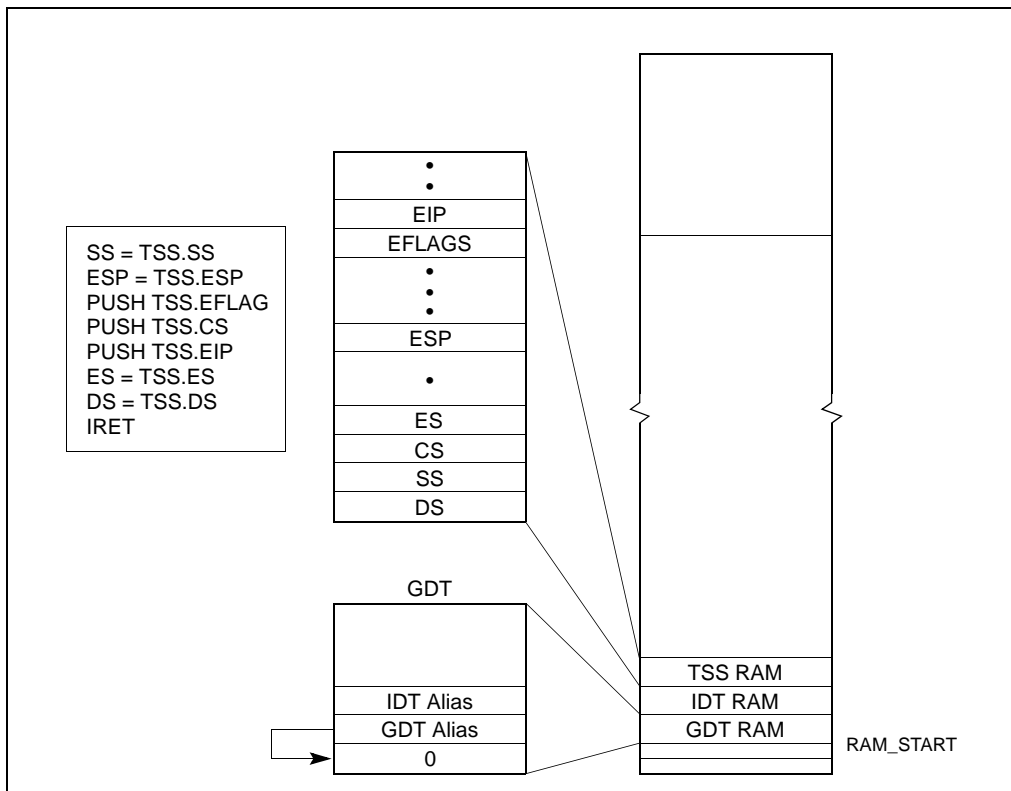 SS = TSS.SS
ESP = TSS.ESP
PUSH TSS.EFLAG
PUSH TSS.CS
PUSH TSS.EIP
ES = TSS.ES
DS = TSS.DS
IRET
EIP
EFLAGS
ESP
ES
CS
SS
DS
GDT
IDT Alias
GDT Alias
0
TSS RAM
IDT RAM
GDT RAM
RAM_START